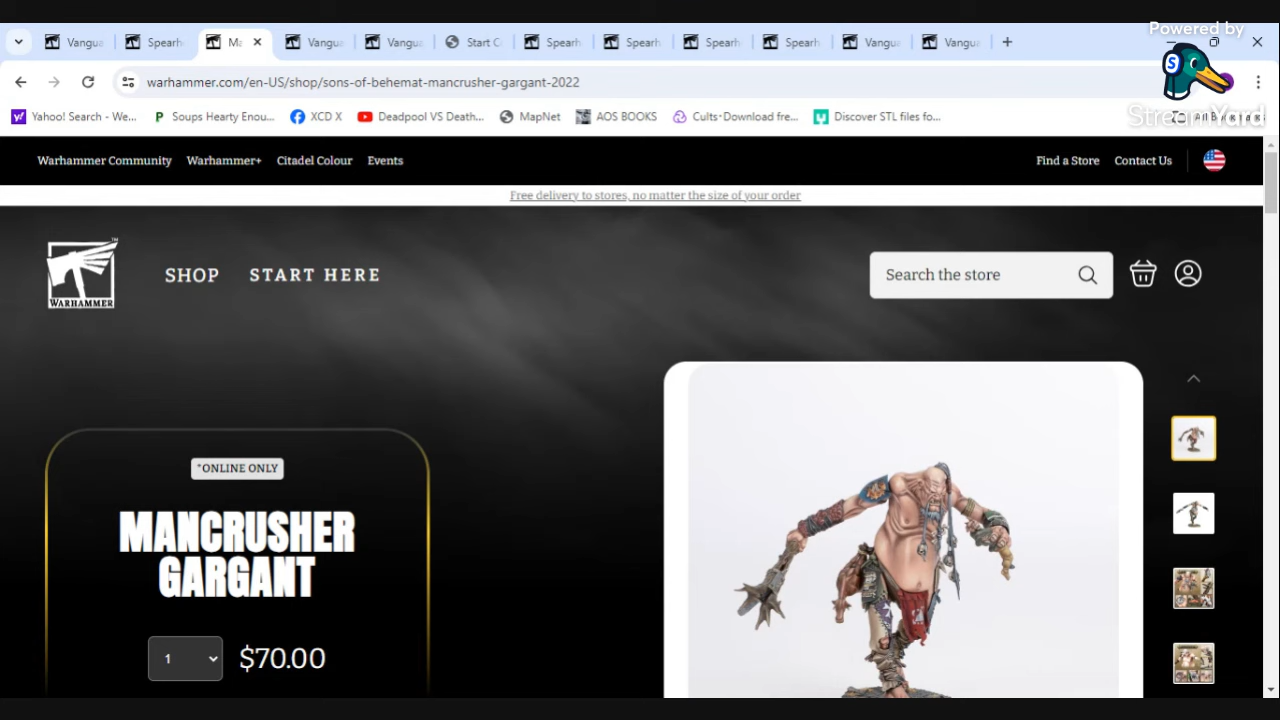 Powered by
StreamYard
Vangua
Spearh
Ma
Vangu
Vangua
Start C
Spearh
Spearh
Spearh
Spearh
Vangua
Vangua
warhammer.com/en-US/shop/sons-of-behemat-mancrusher-gargant-2022
Yahoo! Search - We...
Soups Hearty Enou...
XCD X
Deadpool VS Death...
MapNet
AOS BOOKS
Cults · Download fre...
Discover STL files fo...
Warhammer Community
Warhammer+
Citadel Colour
Events
Find a Store
Contact Us
Free delivery to stores, no matter the size of your order
WARHAMMER
SHOP
START HERE
Search the store
*ONLINE ONLY
MANCRUSHER
GARGANT
1
$70.00